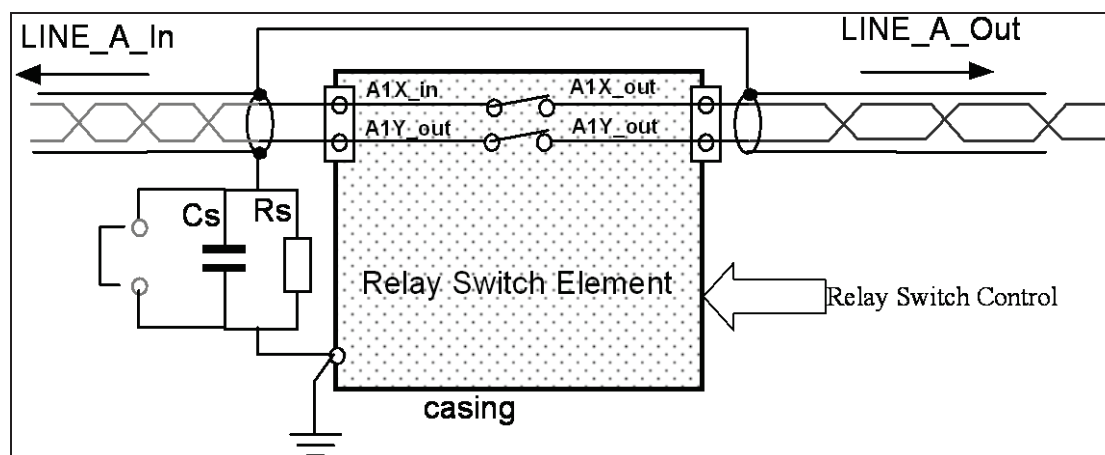 LINE_A_In
LINE_A_Out
A1X_in
A1X_out
A1Y_out
A1Y_out
Cs
Rs
Relay Switch Element
Relay Switch Control
casing